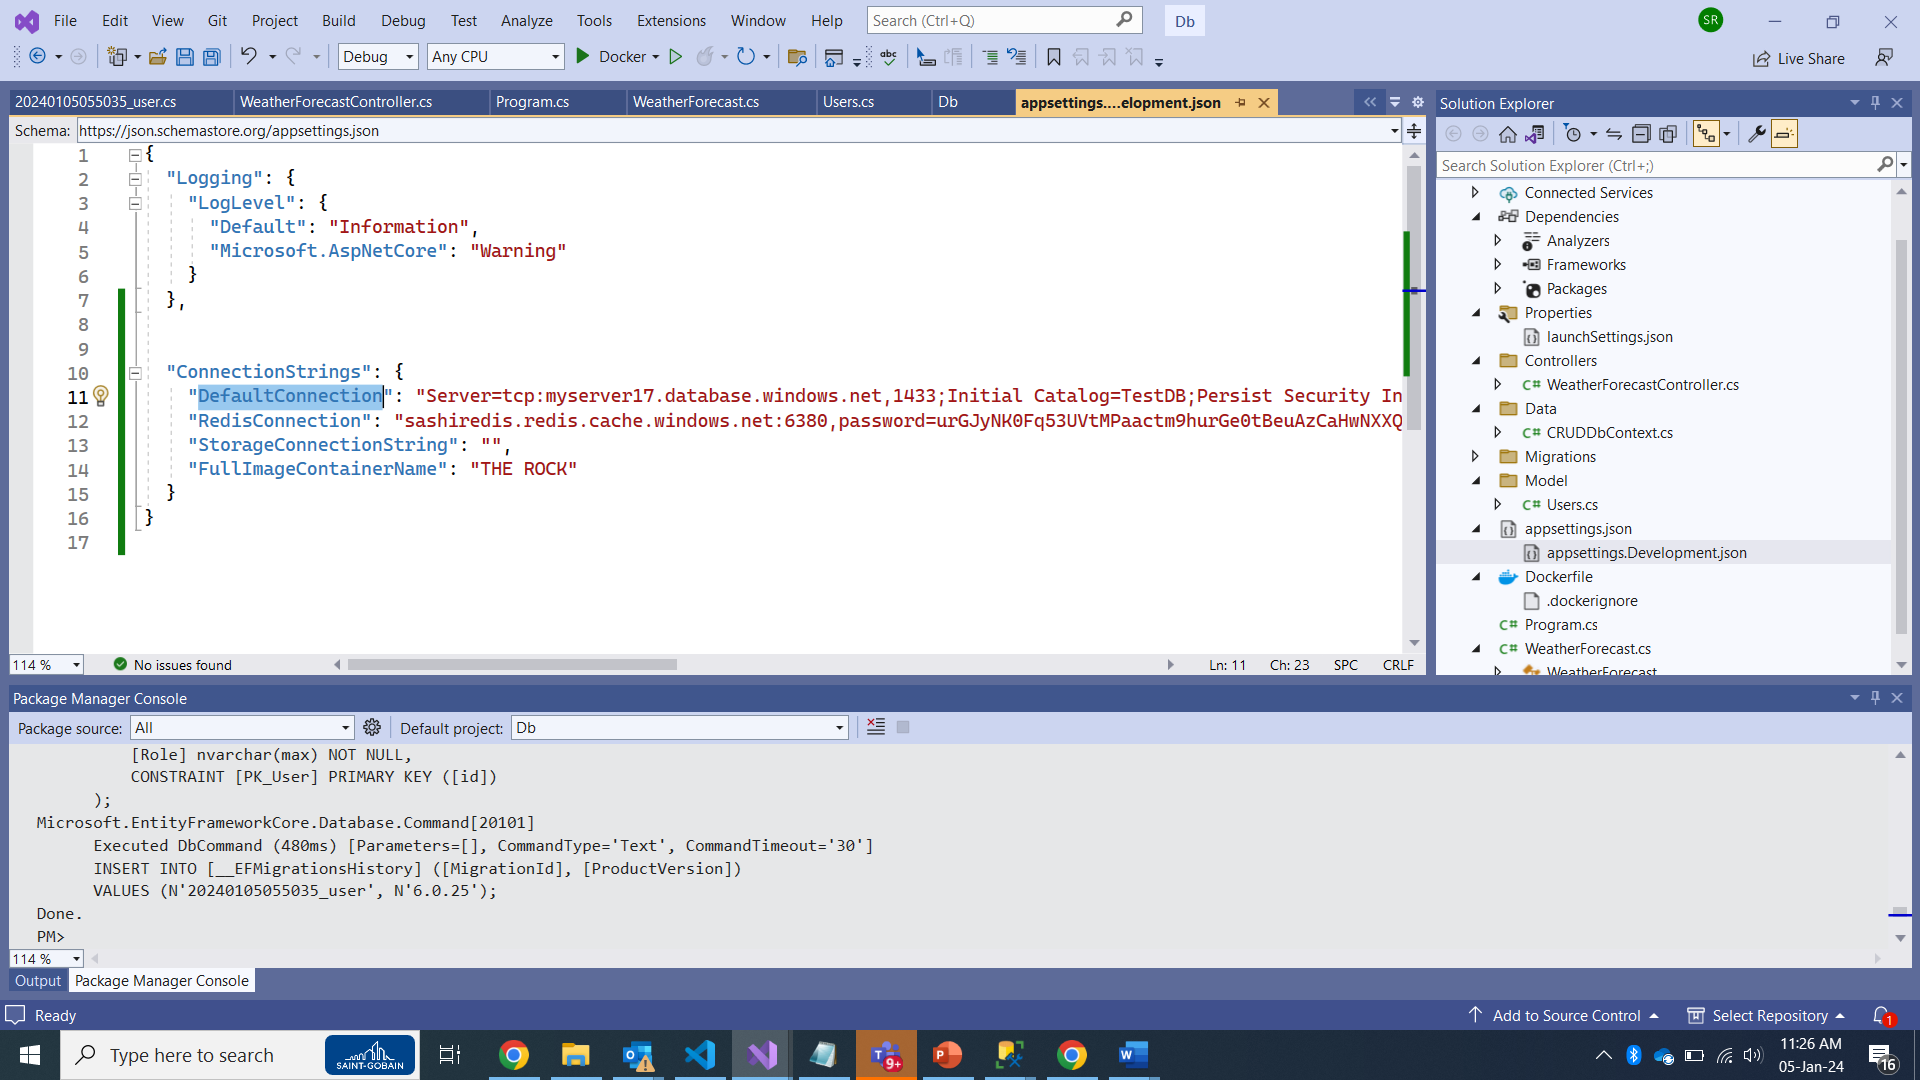 File Edit View Git Project Build Debug Test Analyze Tools Extensions Window Help Search (Ctrl+Q) Db SR
Debug Any CPU Docker Live Share
20240105055035_user.cs WeatherForecastController.cs Program.cs WeatherForecast.cs Users.cs Db appsettings....elopment.json
Schema: https://json.schemastore.org/appsettings.json
1 {
2 "Logging": {
3 "LogLevel": {
4 "Default": "Information",
5 "Microsoft.AspNetCore": "Warning"
6 }
7 },
8
9
10 "ConnectionStrings": {
11 "DefaultConnection": "Server=tcp:myserver17.database.windows.net,1433;Initial Catalog=TestDB;Persist Security In
12 "RedisConnection": "sashiredis.redis.cache.windows.net:6380,password=urGJyNK0Fq53UVtMPaactm9hurGe0tBeuAzCaHwNXXQ
13 "StorageConnectionString": "",
14 "FullImageContainerName": "THE ROCK"
15 }
16 }
17
114 % No issues found Ln: 11 Ch: 23 SPC CRLF
Solution Explorer
Search Solution Explorer (Ctrl+;)
Connected Services
Dependencies
Analyzers
Frameworks
Packages
Properties
launchSettings.json
Controllers
C# WeatherForecastController.cs
Data
C# CRUDDbContext.cs
Migrations
Model
C# Users.cs
appsettings.json
appsettings.Development.json
Dockerfile
.dockerignore
C# Program.cs
C# WeatherForecast.cs
WeatherForecast
Package Manager Console
Package source: All Default project: Db
[Role] nvarchar(max) NOT NULL,
CONSTRAINT [PK_User] PRIMARY KEY ([id])
);
Microsoft.EntityFrameworkCore.Database.Command[20101]
Executed DbCommand (480ms) [Parameters=[], CommandType='Text', CommandTimeout='30']
INSERT INTO [__EFMigrationsHistory] ([MigrationId], [ProductVersion])
VALUES (N'20240105055035_user', N'6.0.25');
Done.
PM>
114 %
Output Package Manager Console
Ready Add to Source Control Select Repository 1
Type here to search SAINT-GOBAIN 9+ 11:26 AM
05-Jan-24 16